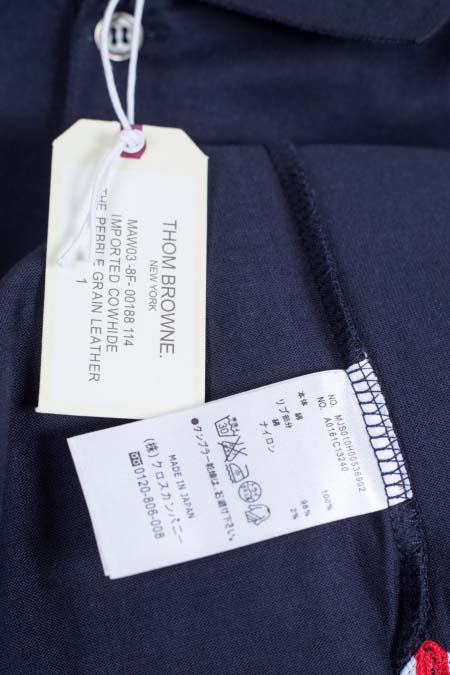 THOM BROWNE.
NEW YORK
MAW03 -8F- 00188 114
IMPORTED COWHIDE
THE PEBBLE GRAIN LEATHER
1
NO. MJS010H00536902
NO. A0161C13240
本体 綿 100%
リブ部分
綿 98%
ナイロン 2%
30
●タンブラー乾燥は、お避け下さい。
MADE IN JAPAN
(株)クロスカンパニー
0120-806-008